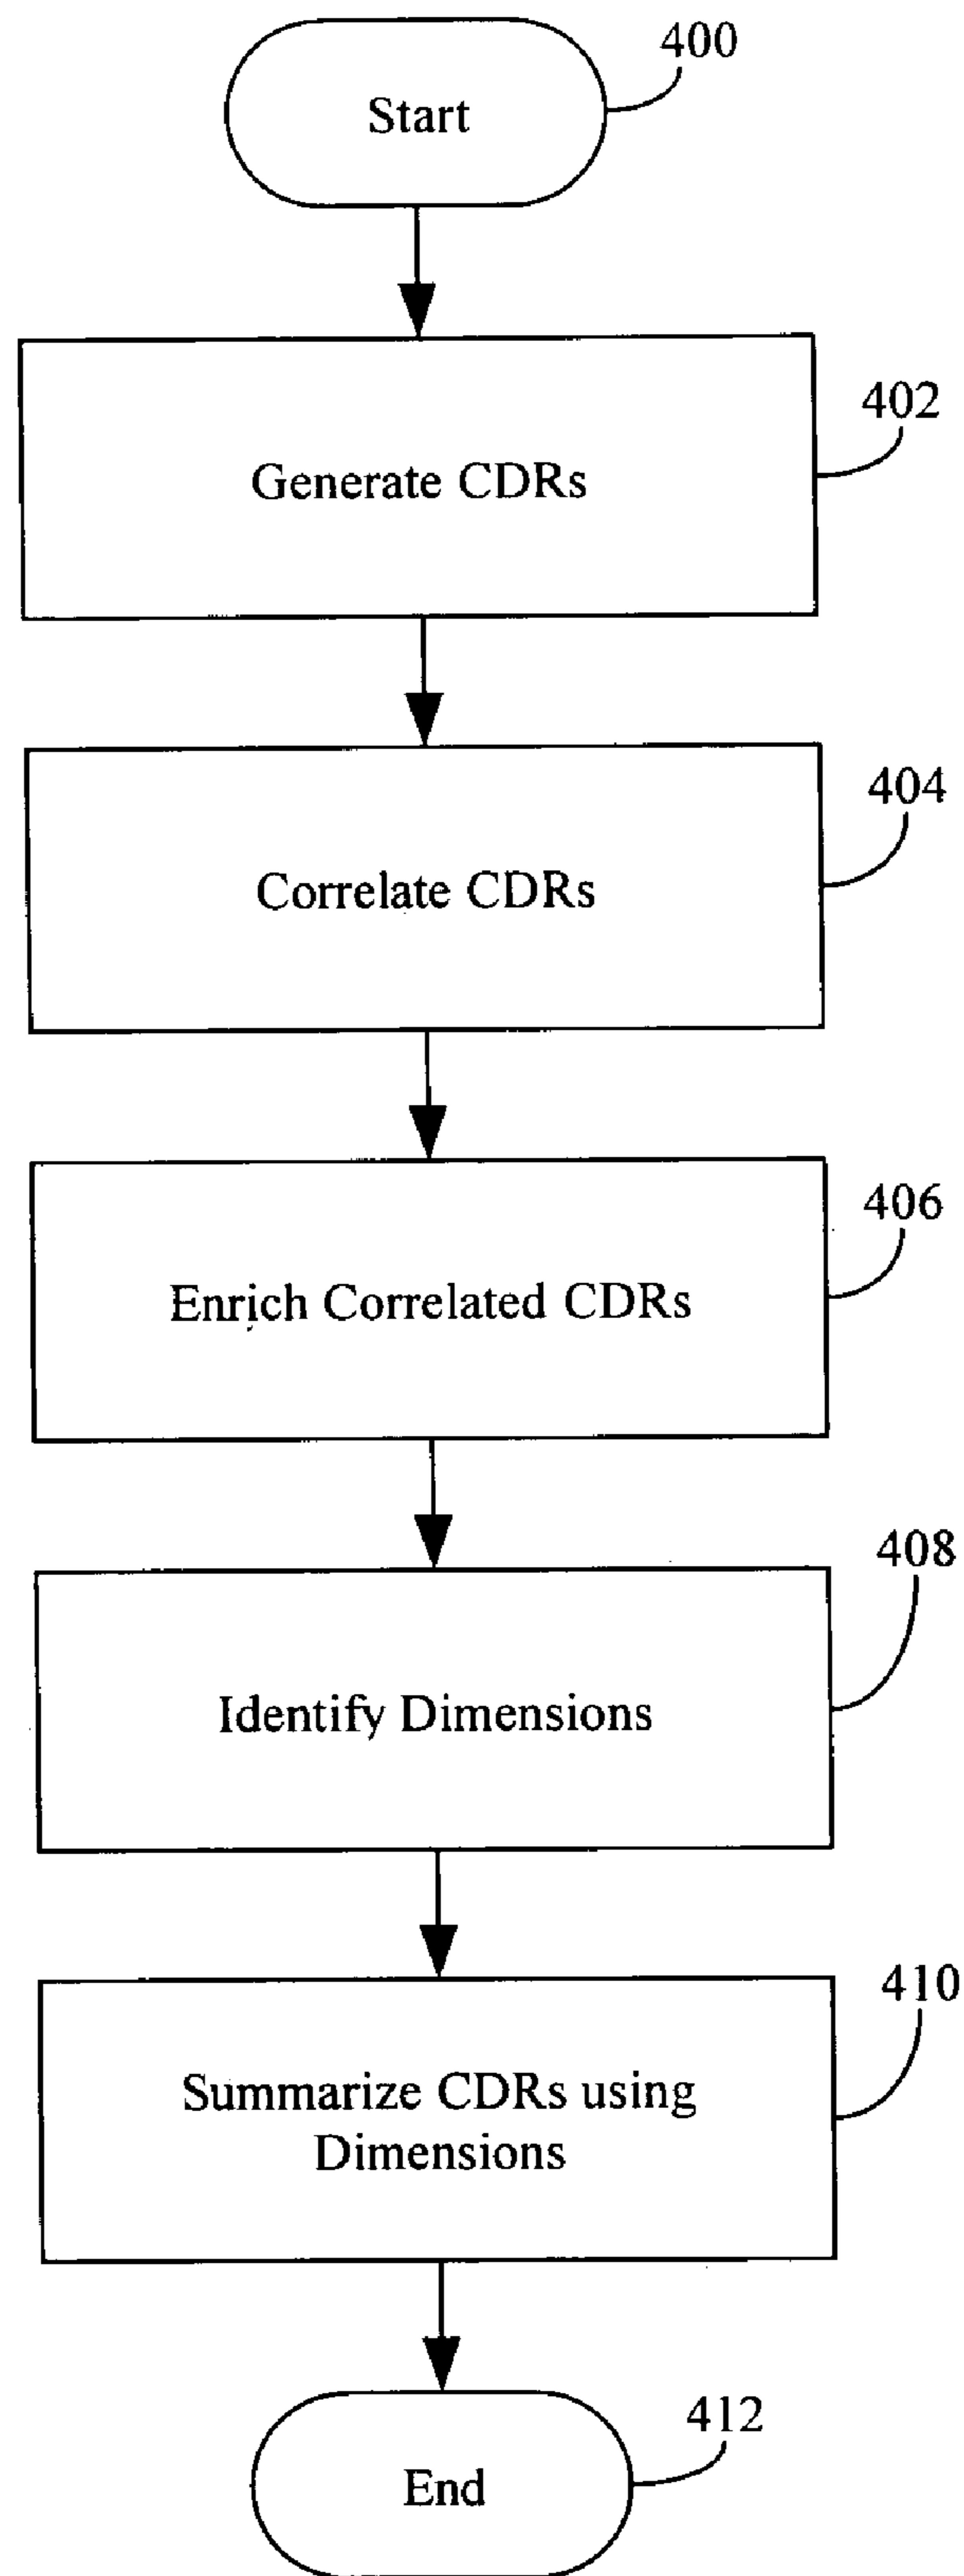 400
Start
402
Generate CDRs
404
Correlate CDRs
406
Enrich Correlated CDRs
408
Identify Dimensions
410
Summarize CDRs using
Dimensions
412
End